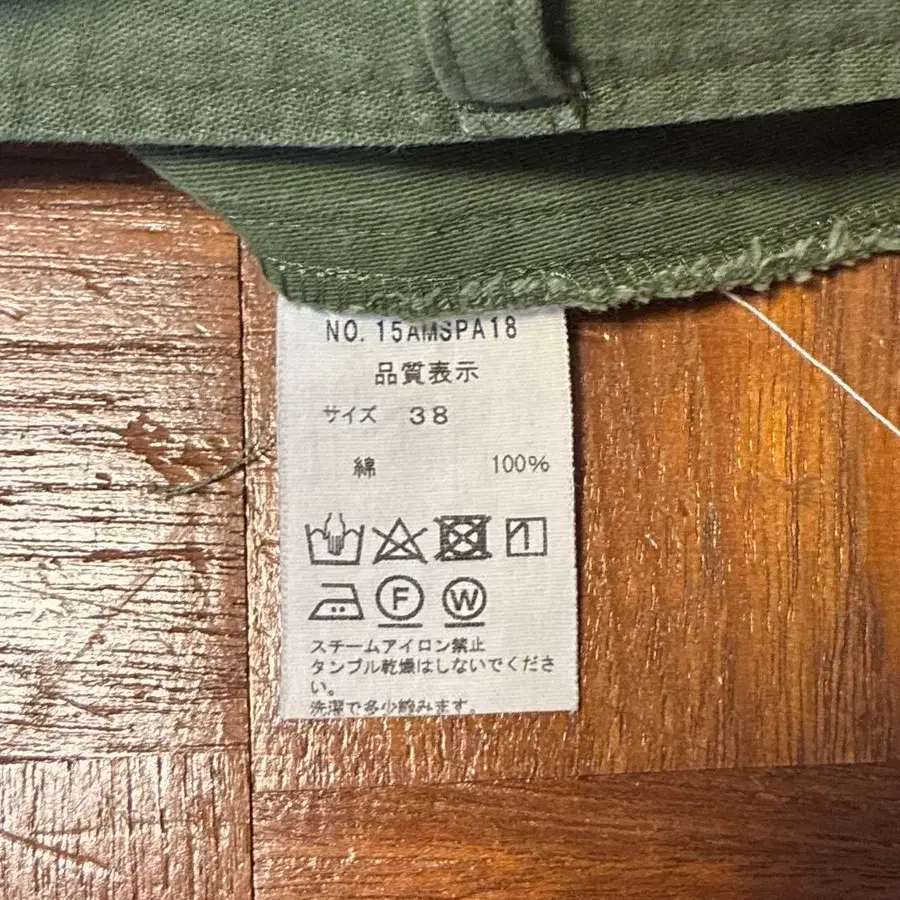 NO. 15AMSPA18
品質表示
サイズ 38
綿 100%
F W
スチームアイロン禁止
タンブル乾燥はしないでくださ
い。
洗濯で多少縮みます。